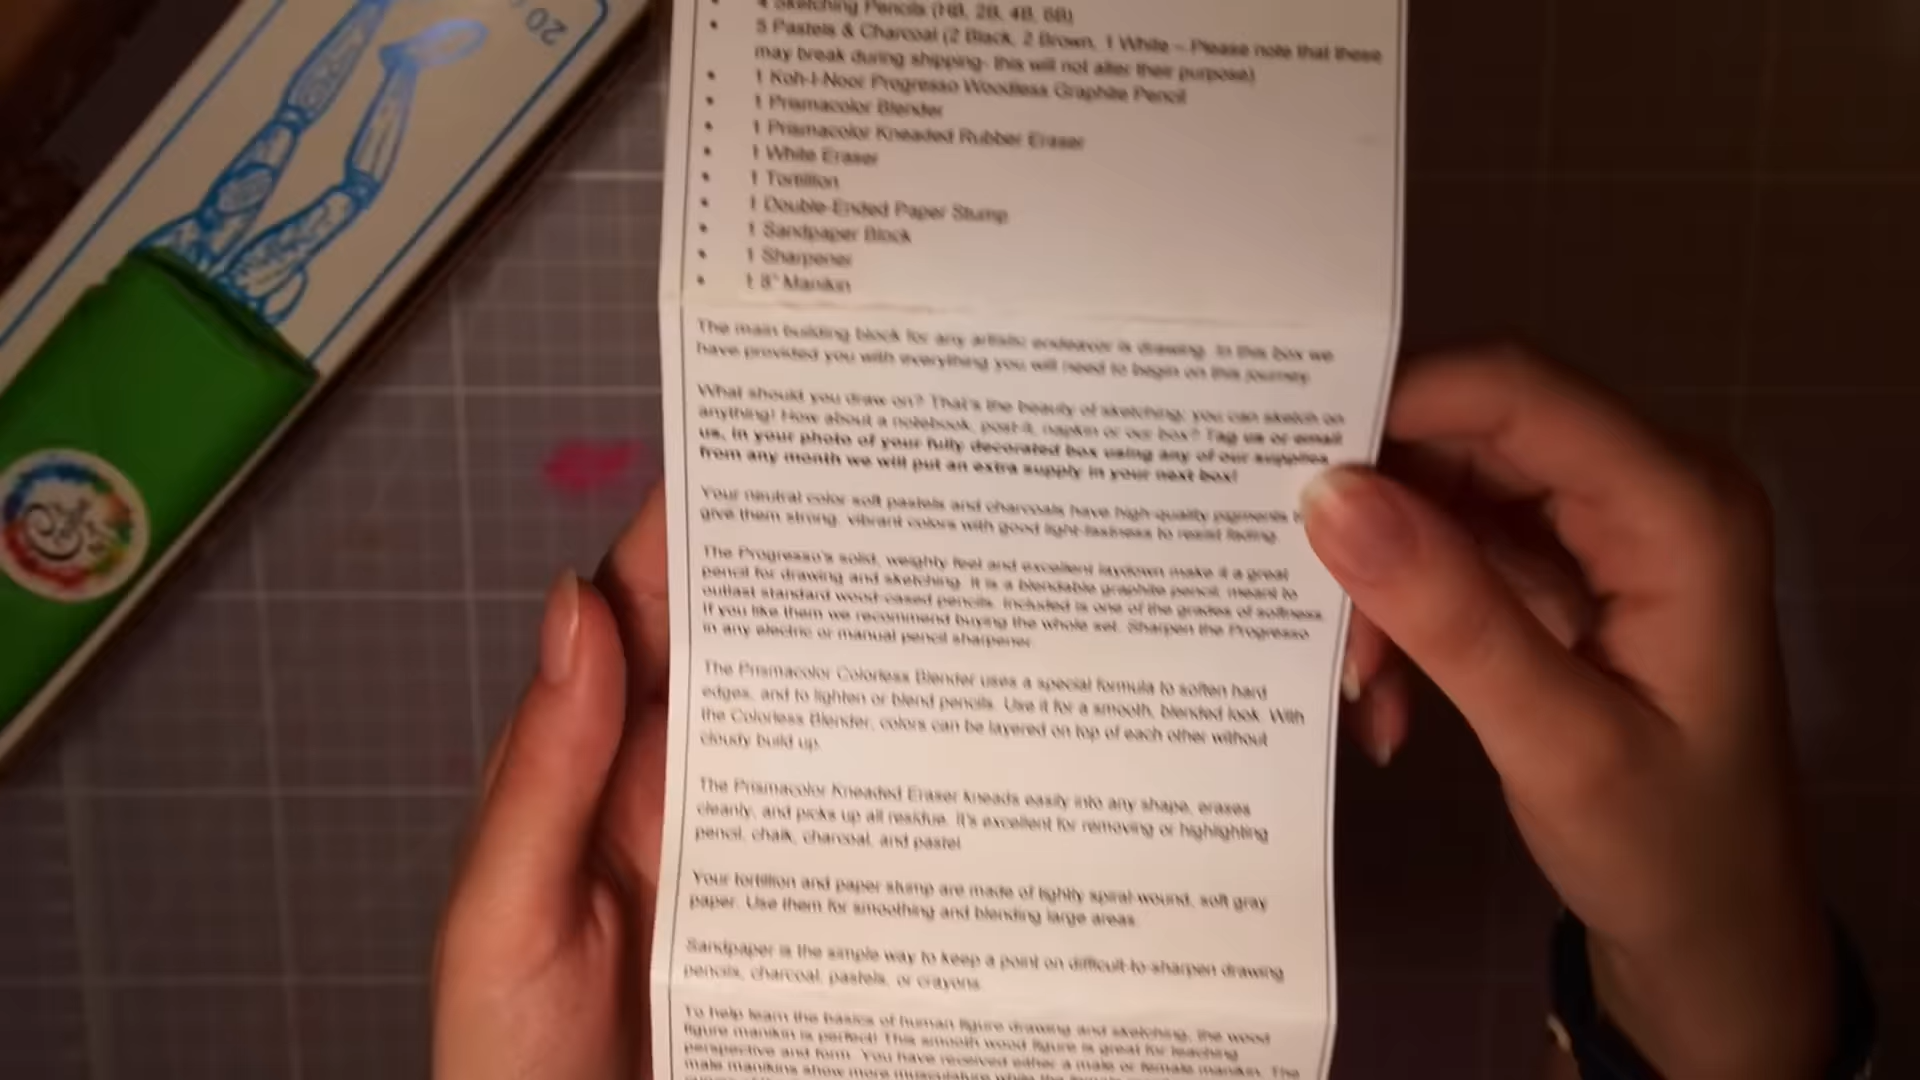 20
4 Sketching Pencils (HB, 2B, 4B, 6B)
5 Pastels & Charcoal (2 Black, 2 Brown, 1 White – Please note that these
may break during shipping- this will not alter their purpose)
1 Koh-I-Noor Progresso Woodless Graphite Pencil
1 Prismacolor Blender
1 Prismacolor Kneaded Rubber Eraser
1 White Eraser
1 Tortillion
1 Double-Ended Paper Stump
1 Sandpaper Block
1 Sharpener
1 8" Manikin
The main building block for any artistic endeavor is drawing. In this box we
have provided you with everything you will need to begin on this journey.
What should you draw on? That's the beauty of sketching; you can sketch on
anything! How about a notebook, post-it, napkin or our box? Tag us or email
us, in your photo of your fully decorated box using any of our supplies
from any month we will put an extra supply in your next box!
Your neutral color soft pastels and charcoals have high-quality pigments
give them strong, vibrant colors with good light-fastness to resist fading.
The Progresso's solid, weighty feel and excellent laydown make it a great
pencil for drawing and sketching. It is a blendable graphite pencil, meant to
outlast standard wood-cased pencils. Included is one of the grades of softness.
If you like them we recommend buying the whole set. Sharpen the Progresso
in any electric or manual pencil sharpener.
The Prismacolor Colorless Blender uses a special formula to soften hard
edges, and to lighten or blend pencils. Use it for a smooth, blended look. With
the Colorless Blender, colors can be layered on top of each other without
cloudy build up.
The Prismacolor Kneaded Eraser kneads easily into any shape, erases
cleanly, and picks up all residue. It's excellent for removing or highlighting
pencil, chalk, charcoal, and pastel.
Your tortillion and paper stump are made of tightly spiral-wound, soft gray
paper. Use them for smoothing and blending large areas.
Sandpaper is the simple way to keep a point on difficult-to-sharpen drawing
pencils, charcoal, pastels, or crayons.
To help learn the basics of human figure drawing and sketching, the wood
figure manikin is perfect! This smooth wood figure is great for teaching
perspective and form. You have received either a male or female manikin. The
male manikins show more musculature while the